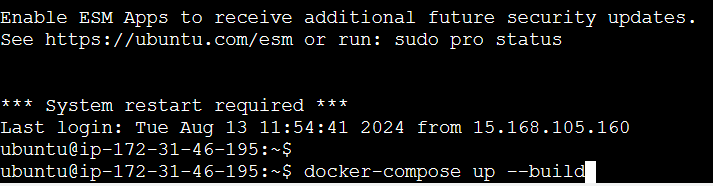 Enable ESM Apps to receive additional future security updates.
See https://ubuntu.com/esm or run: sudo pro status
*** System restart required ***
Last login: Tue Aug 13 11:54:41 2024 from 15.168.105.160
ubuntu@ip-172-31-46-195:~$
ubuntu@ip-172-31-46-195:~$ docker-compose up --build